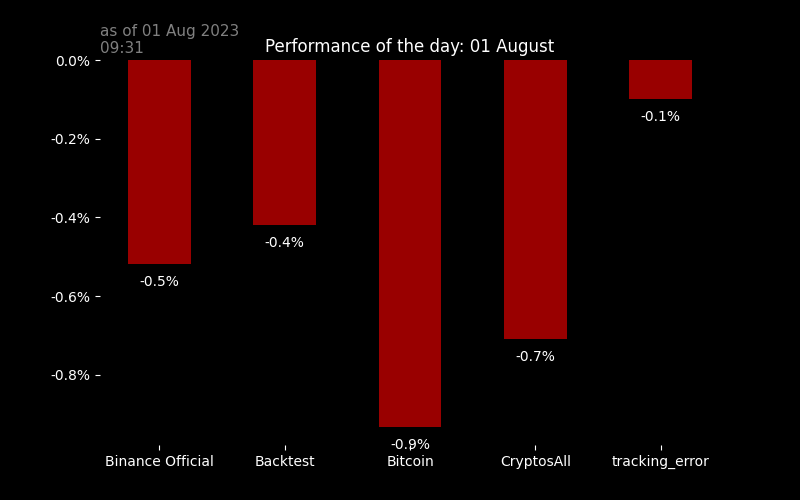 as of 01 Aug 2023
09:31
Performance of the day: 01 August
0.0%
-0.2%
-0.4%
-0.6%
-0.8%
-0.5%
-0.4%
-0.9%
-0.7%
-0.1%
Binance Official
Backtest
Bitcoin
CryptosAll
tracking_error